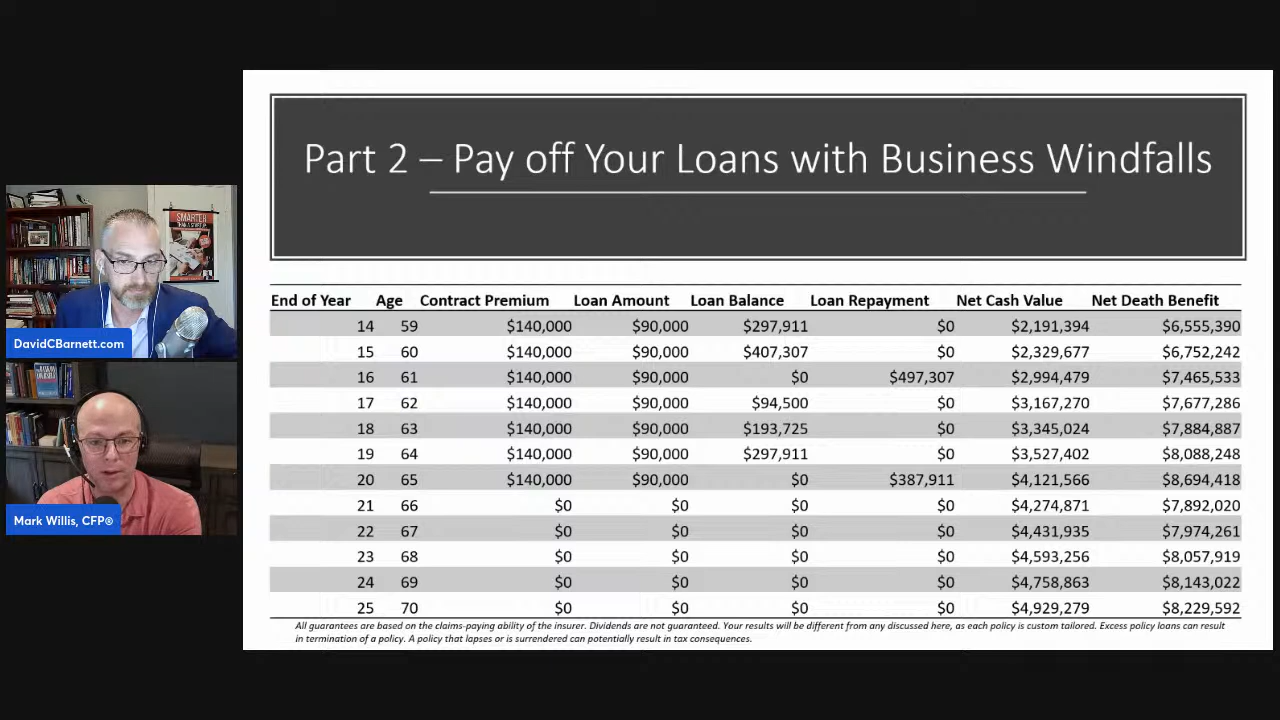 Part 2 – Pay off Your Loans with Business Windfalls
End of Year Age Contract Premium Loan Amount Loan Balance Loan Repayment Net Cash Value Net Death Benefit
14 59 $140,000 $90,000 $297,911 $0 $2,191,394 $6,555,390
15 60 $140,000 $90,000 $407,307 $0 $2,329,677 $6,752,242
16 61 $140,000 $90,000 $0 $497,307 $2,994,479 $7,465,533
17 62 $140,000 $90,000 $94,500 $0 $3,167,270 $7,677,286
18 63 $140,000 $90,000 $193,725 $0 $3,345,024 $7,884,887
19 64 $140,000 $90,000 $297,911 $0 $3,527,402 $8,088,248
20 65 $140,000 $90,000 $0 $387,911 $4,121,566 $8,694,418
21 66 $0 $0 $0 $0 $4,274,871 $7,892,020
22 67 $0 $0 $0 $0 $4,431,935 $7,974,261
23 68 $0 $0 $0 $0 $4,593,256 $8,057,919
24 69 $0 $0 $0 $0 $4,758,863 $8,143,022
25 70 $0 $0 $0 $0 $4,929,279 $8,229,592
All guarantees are based on the claims-paying ability of the insurer. Dividends are not guaranteed. Your results will be different from any discussed here, as each policy is custom tailored. Excess policy loans can result
in termination of a policy. A policy that lapses or is surrendered can potentially result in tax consequences.
SMARTER
DavidCBarnett.com
Mark Willis, CFP®